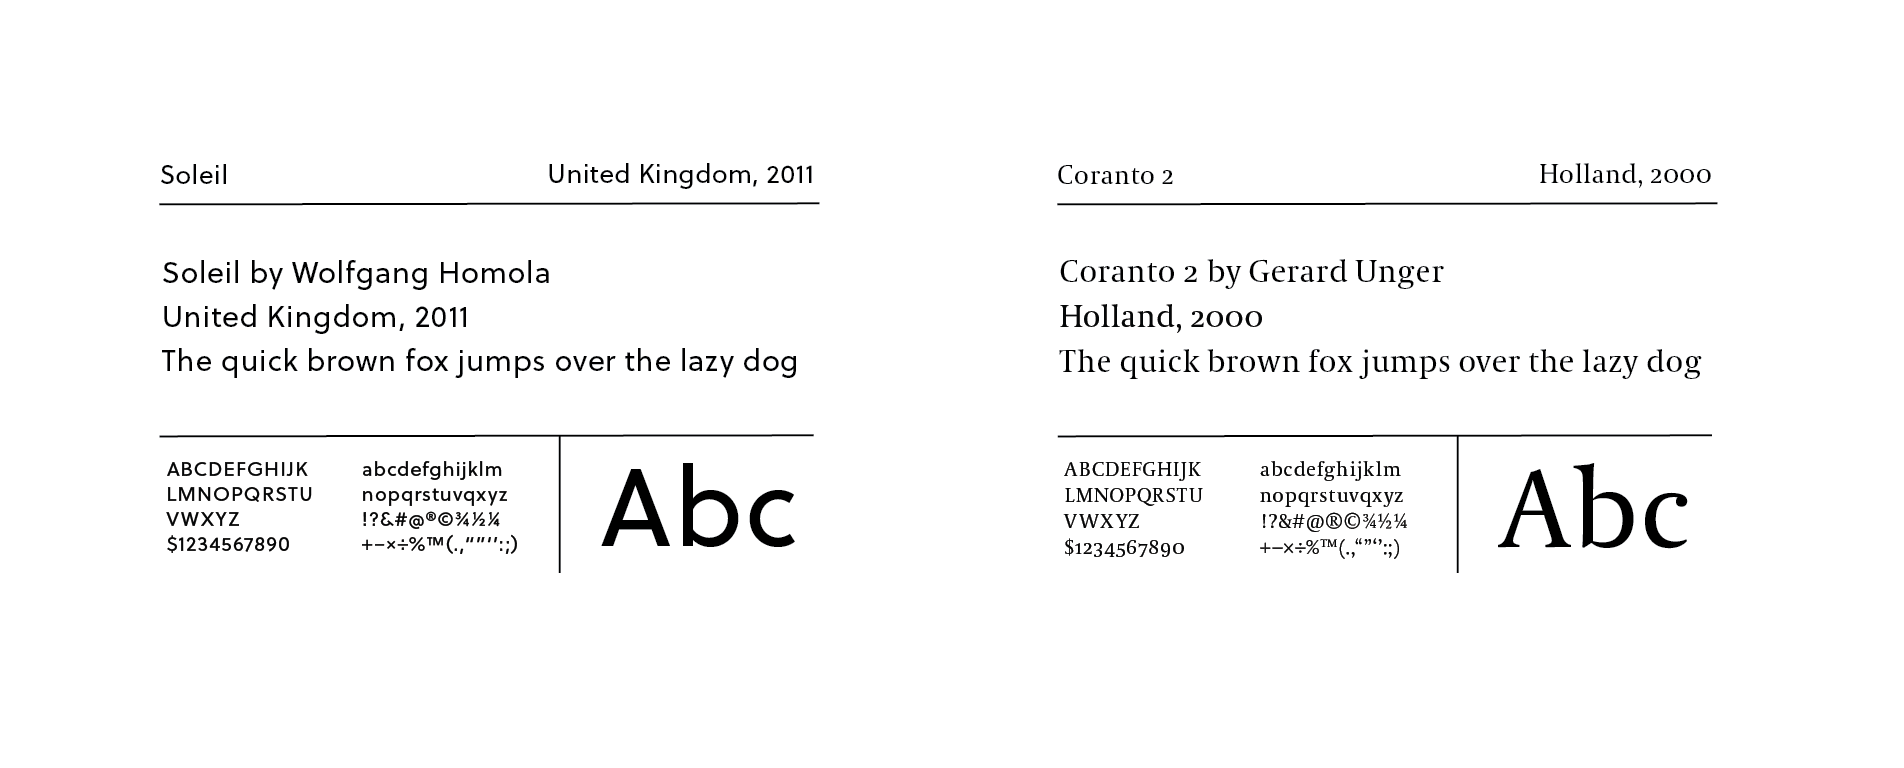 Soleil
United Kingdom, 2011
Soleil by Wolfgang Homola
United Kingdom, 2011
The quick brown fox jumps over the lazy dog
ABCDEFGHIJK
LMNOPQRSTU
VWXYZ
$1234567890
abcdefghijklm
nopqrstuvqxyz
!?&#@®©¾½¼
+−×÷%™(.,“”‘’:;)
Abc
Coranto 2
Holland, 2000
Coranto 2 by Gerard Unger
Holland, 2000
The quick brown fox jumps over the lazy dog
ABCDEFGHIJK
LMNOPQRSTU
VWXYZ
$1234567890
abcdefghijklm
nopqrstuvqxyz
!?&#@®©¾½¼
+−×÷%™(.,“”‘’:;)
Abc